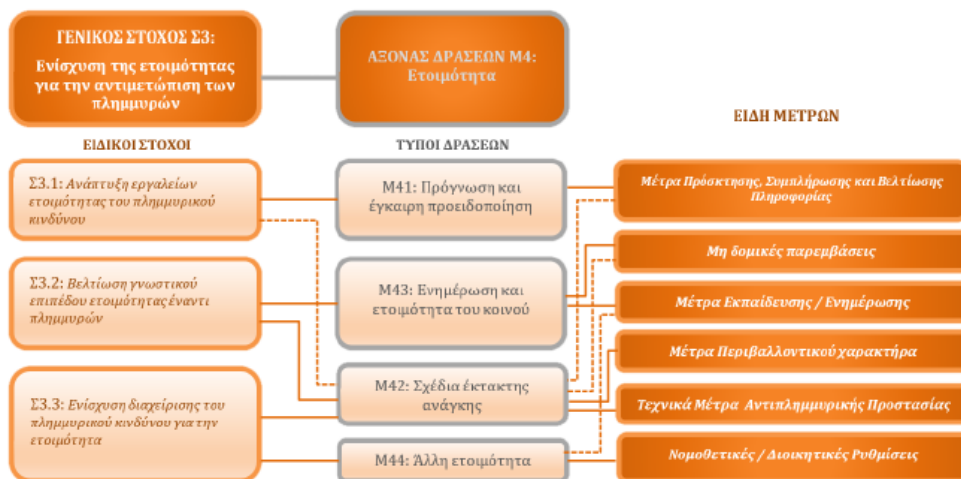 ΓΕΝΙΚΟΣ ΣΤΟΧΟΣ Σ3:
Ενίσχυση της ετοιμότητας
για την αντιμετώπιση των
πλημμυρών
ΑΞΟΝΑΣ ΔΡΑΣΕΩΝ Μ4:
Ετοιμότητα
ΕΙΔΙΚΟΙ ΣΤΟΧΟΙ
ΤΥΠΟΙ ΔΡΑΣΕΩΝ
ΕΙΔΗ ΜΕΤΡΩΝ
Σ3.1: Ανάπτυξη εργαλείων
ετοιμότητας του πλημμυρικού
κινδύνου
Σ3.2: Βελτίωση γνωστικού
επιπέδου ετοιμότητας έναντι
πλημμυρών
Σ3.3: Ενίσχυση διαχείρισης του
πλημμυρικού κινδύνου για την
ετοιμότητα
Μ41: Πρόγνωση και
έγκαιρη προειδοποίηση
Μ43: Ενημέρωση και
ετοιμότητα του κοινού
Μ42: Σχέδια έκτακτης
ανάγκης
Μ44: Άλλη ετοιμότητα
Μέτρα Πρόσκτησης, Συμπλήρωσης και Βελτίωσης
Πληροφορίας
Μη δομικές παρεμβάσεις
Μέτρα Εκπαίδευσης / Ενημέρωσης
Μέτρα Περιβαλλοντικού χαρακτήρα
Τεχνικά Μέτρα Αντιπλημμυρικής Προστασίας
Νομοθετικές / Διοικητικές Ρυθμίσεις